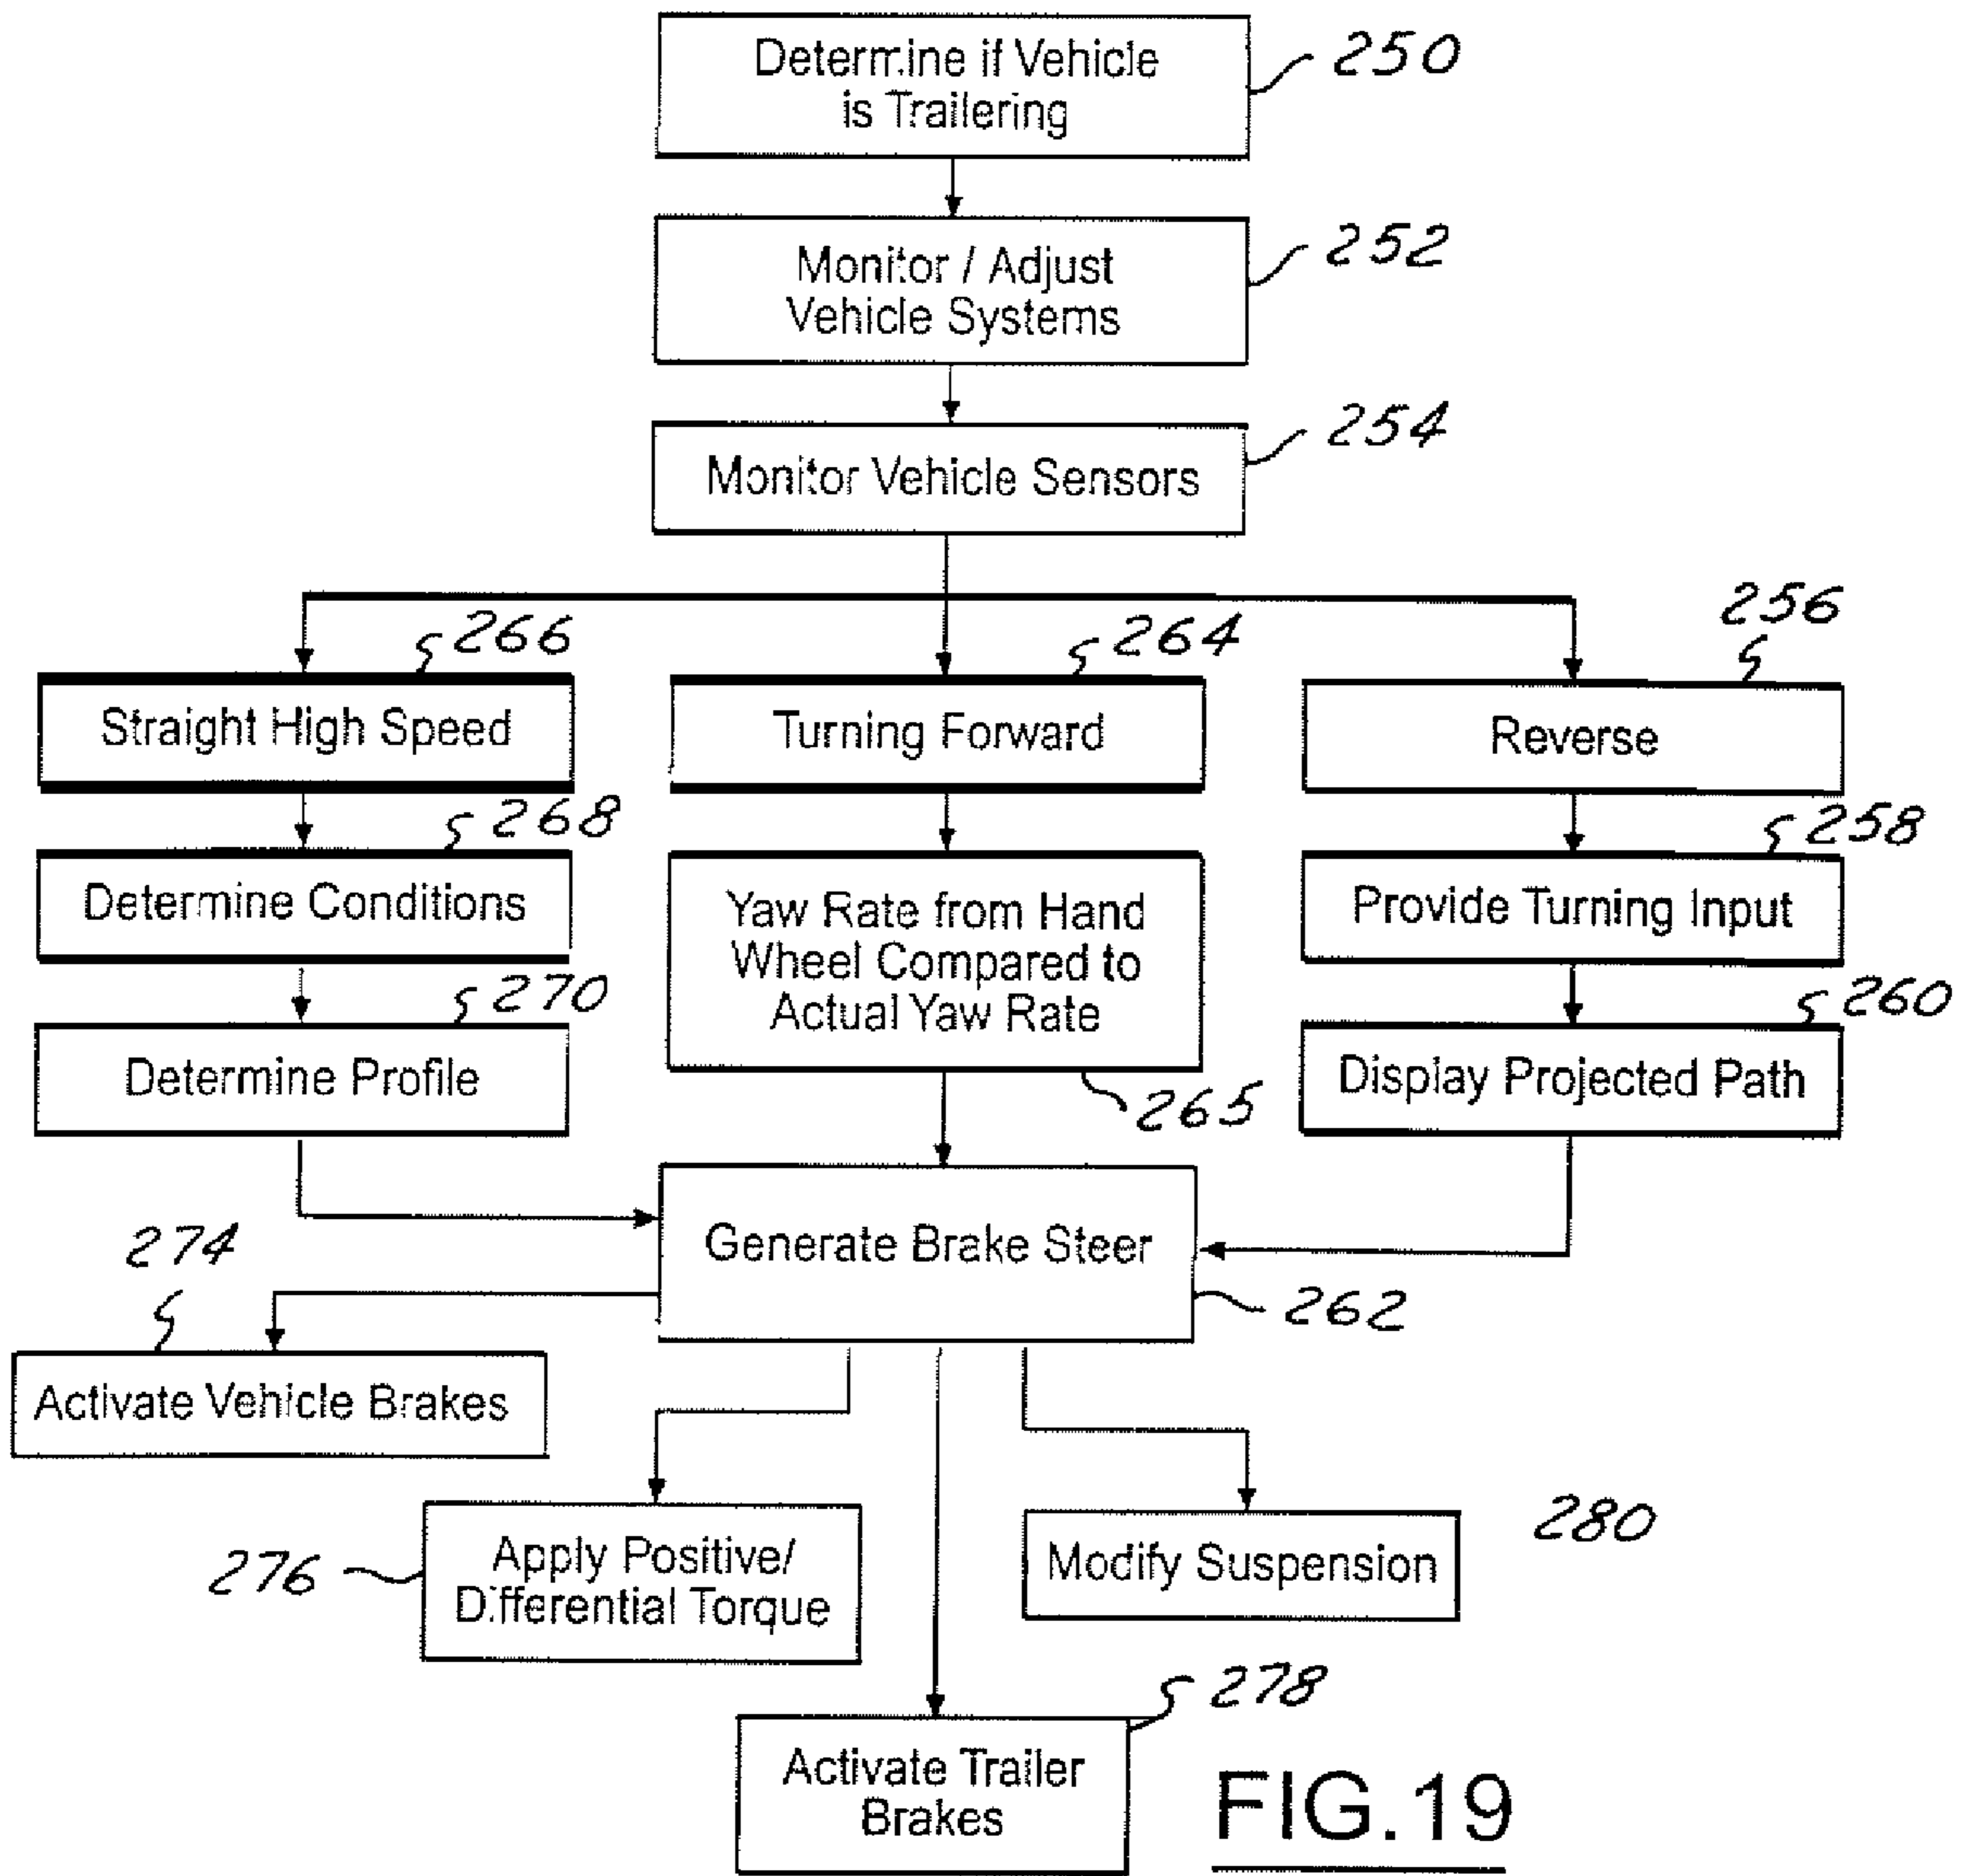 Determine if Vehicle
is Trailering
250
Monitor / Adjust
Vehicle Systems
252
Monitor Vehicle Sensors
254
266
264
256
Straight High Speed
Turning Forward
Reverse
268
258
Determine Conditions
Yaw Rate from Hand
Wheel Compared to
Actual Yaw Rate
Provide Turning Input
270
260
Determine Profile
265
Display Projected Path
274
Generate Brake Steer
262
Activate Vehicle Brakes
276
Apply Positive/
Differential Torque
Modify Suspension
280
278
Activate Trailer
Brakes
FIG.19